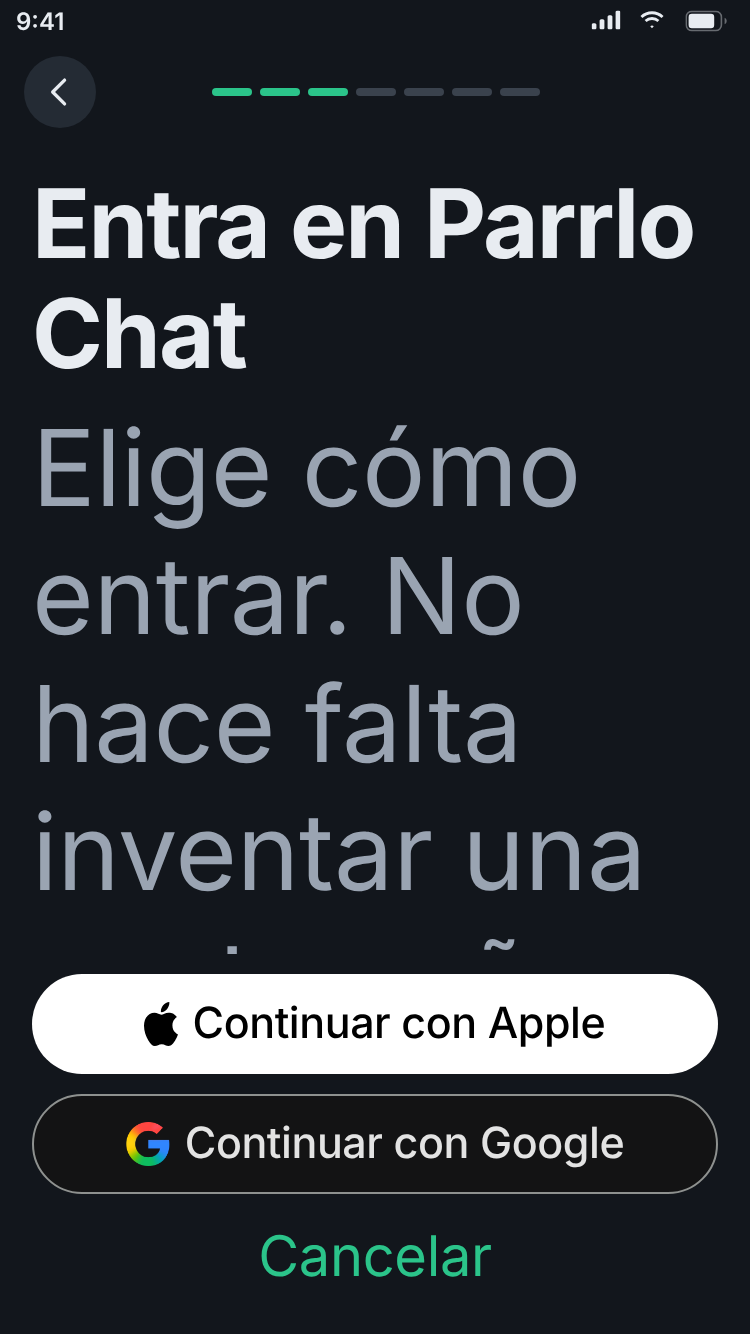 9:41
Entra en Parrlo
Chat
Elige cómo
entrar. No
hace falta
inventar una
Continuar con Apple
Continuar con Google
Cancelar